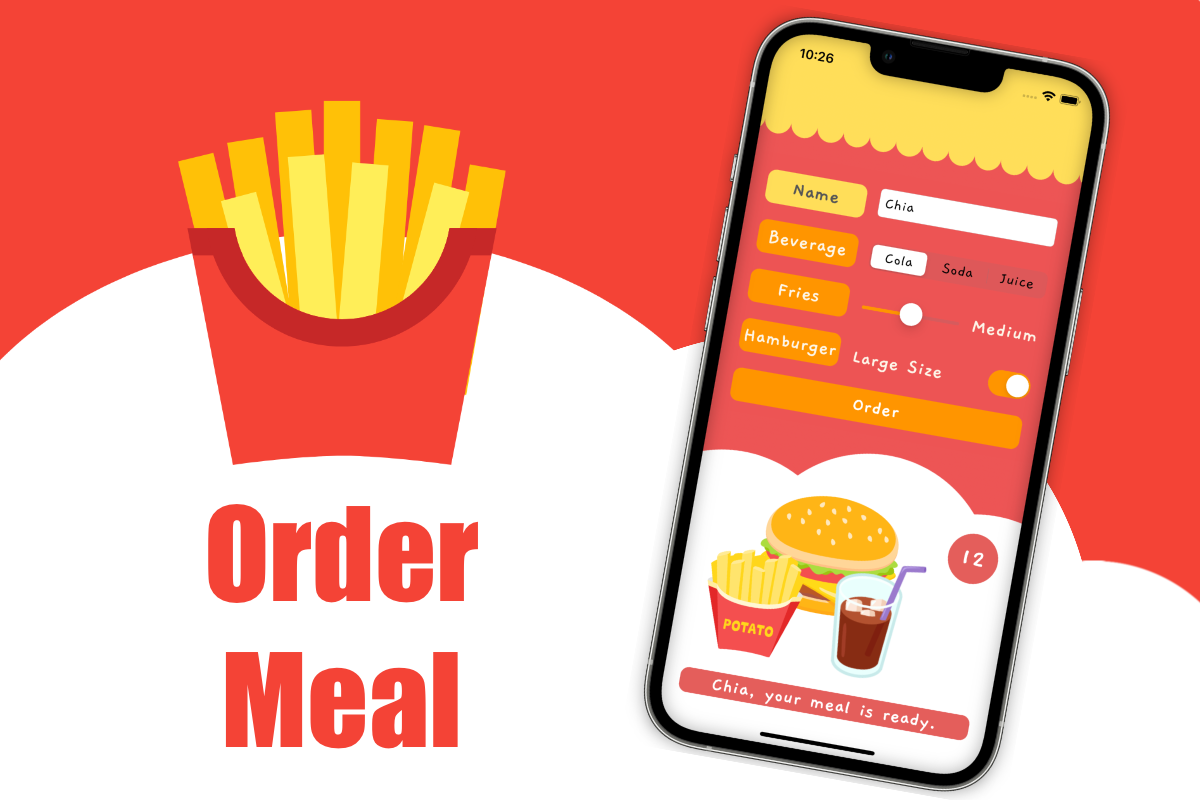 Order
Meal
10:26
Name
Chia
Beverage
Cola Soda Juice
Fries
Medium
Hamburger
Large Size
Order
12
POTATO
Chia, your meal is ready.